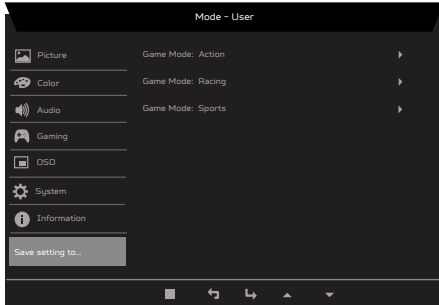 Mode - User
Picture
Color
Audio
Gaming
OSD
System
Information
Save setting to...
Game Mode: Action
Game Mode: Racing
Game Mode: Sports